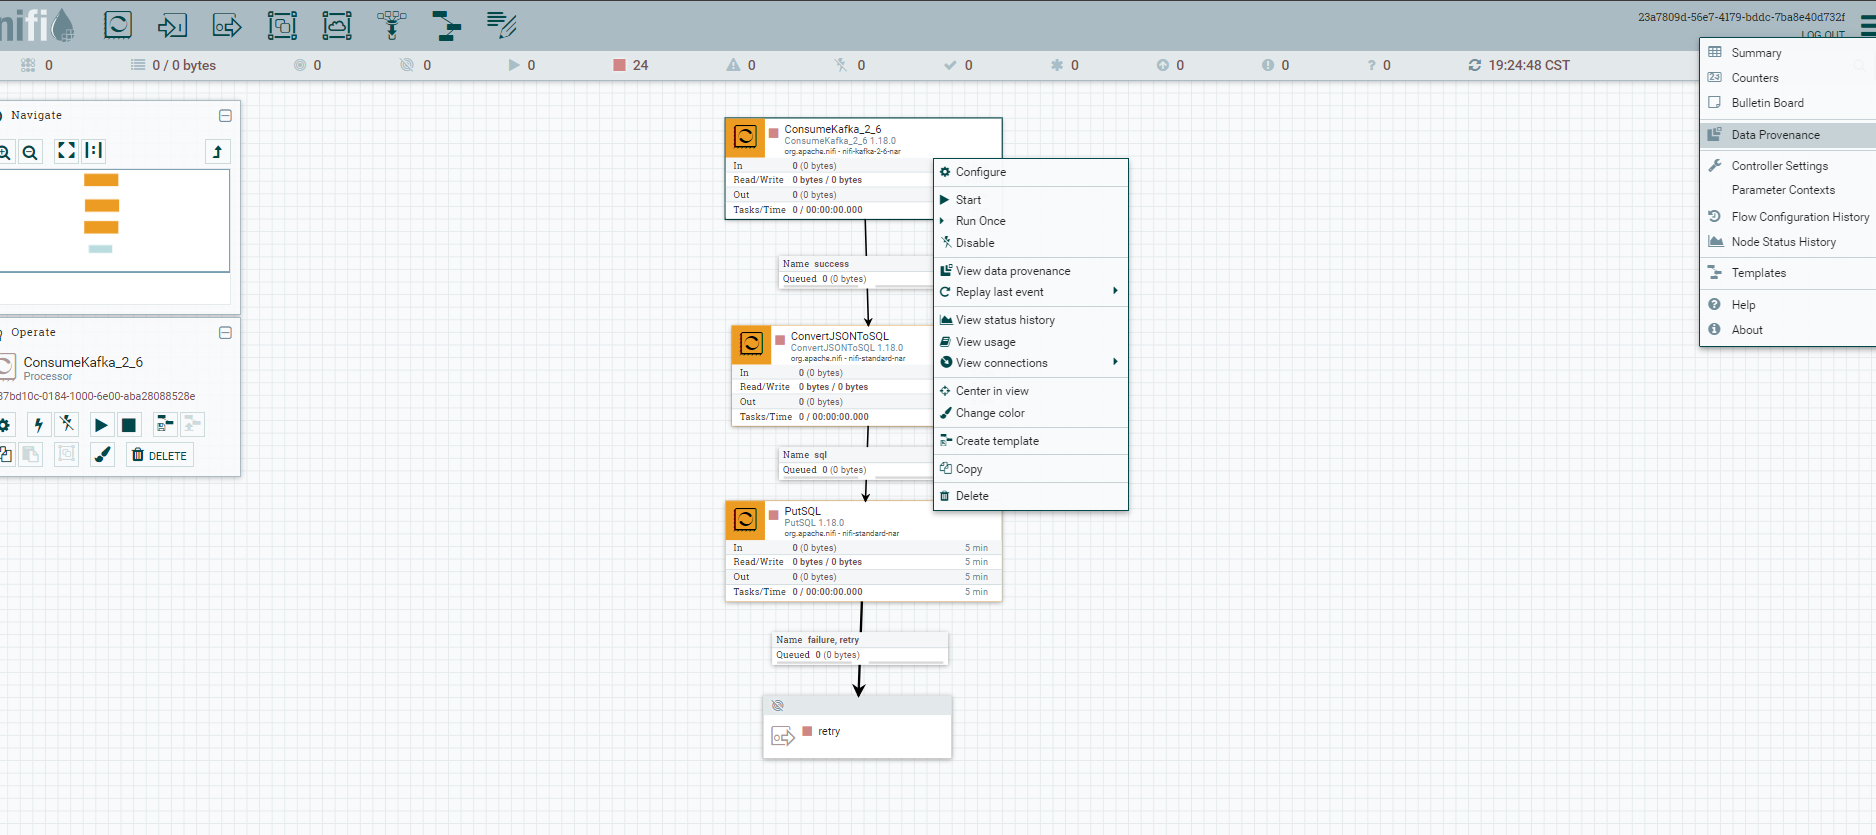 nifi
23a7809d-56e7-4179-bddc-7ba8e40d732f
LOG OUT
0
0 / 0 bytes
0
0
0
24
0
0
0
0
0
0
0
19:24:48 CST
Navigate
Operate
ConsumeKafka_2_6
Processor
37bd10c-0184-1000-6e00-aba28088528e
DELETE
ConsumeKafka_2_6
ConsumeKafka_2_6 1.18.0
org.apache.nifi - nifi-kafka-2-6-nar
In 0 (0 bytes)
Read/Write 0 bytes / 0 bytes
Out 0 (0 bytes)
Tasks/Time 0 / 00:00:00.000
Name success
Queued 0 (0 bytes)
ConvertJSONToSQL
ConvertJSONToSQL 1.18.0
org.apache.nifi - nifi-standard-nar
In 0 (0 bytes)
Read/Write 0 bytes / 0 bytes
Out 0 (0 bytes)
Tasks/Time 0 / 00:00:00.000
Name sql
Queued 0 (0 bytes)
PutSQL
PutSQL 1.18.0
org.apache.nifi - nifi-standard-nar
In 0 (0 bytes) 5 min
Read/Write 0 bytes / 0 bytes 5 min
Out 0 (0 bytes) 5 min
Tasks/Time 0 / 00:00:00.000 5 min
Name failure, retry
Queued 0 (0 bytes)
retry
Configure
Start
Run Once
Disable
View data provenance
Replay last event
View status history
View usage
View connections
Center in view
Change color
Create template
Copy
Delete
Summary
Counters
Bulletin Board
Data Provenance
Controller Settings
Parameter Contexts
Flow Configuration History
Node Status History
Templates
Help
About